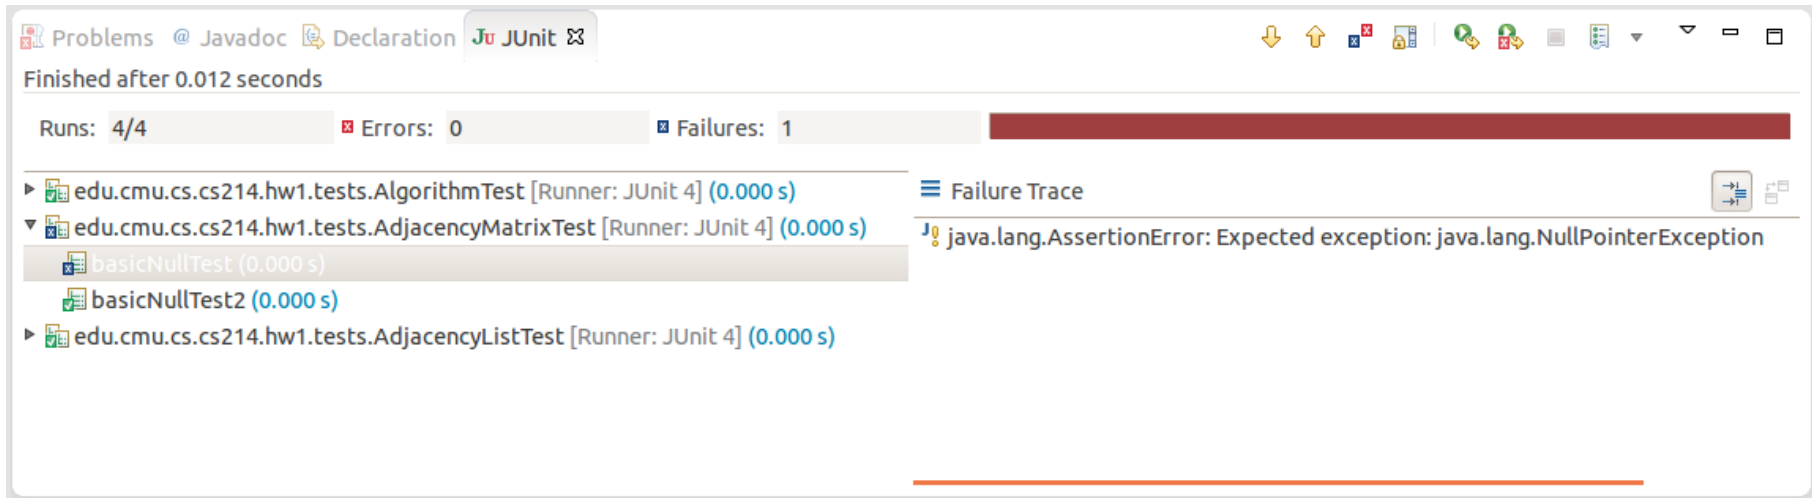 Problems @ Javadoc Declaration JUnit
Finished after 0.012 seconds
Runs: 4/4 Errors: 0 Failures: 1
edu.cmu.cs.cs214.hw1.tests.AlgorithmTest [Runner: JUnit 4] (0.000 s)
edu.cmu.cs.cs214.hw1.tests.AdjacencyMatrixTest [Runner: JUnit 4] (0.000 s)
basicNullTest (0.000 s)
basicNullTest2 (0.000 s)
edu.cmu.cs.cs214.hw1.tests.AdjacencyListTest [Runner: JUnit 4] (0.000 s)
Failure Trace
java.lang.AssertionError: Expected exception: java.lang.NullPointerException